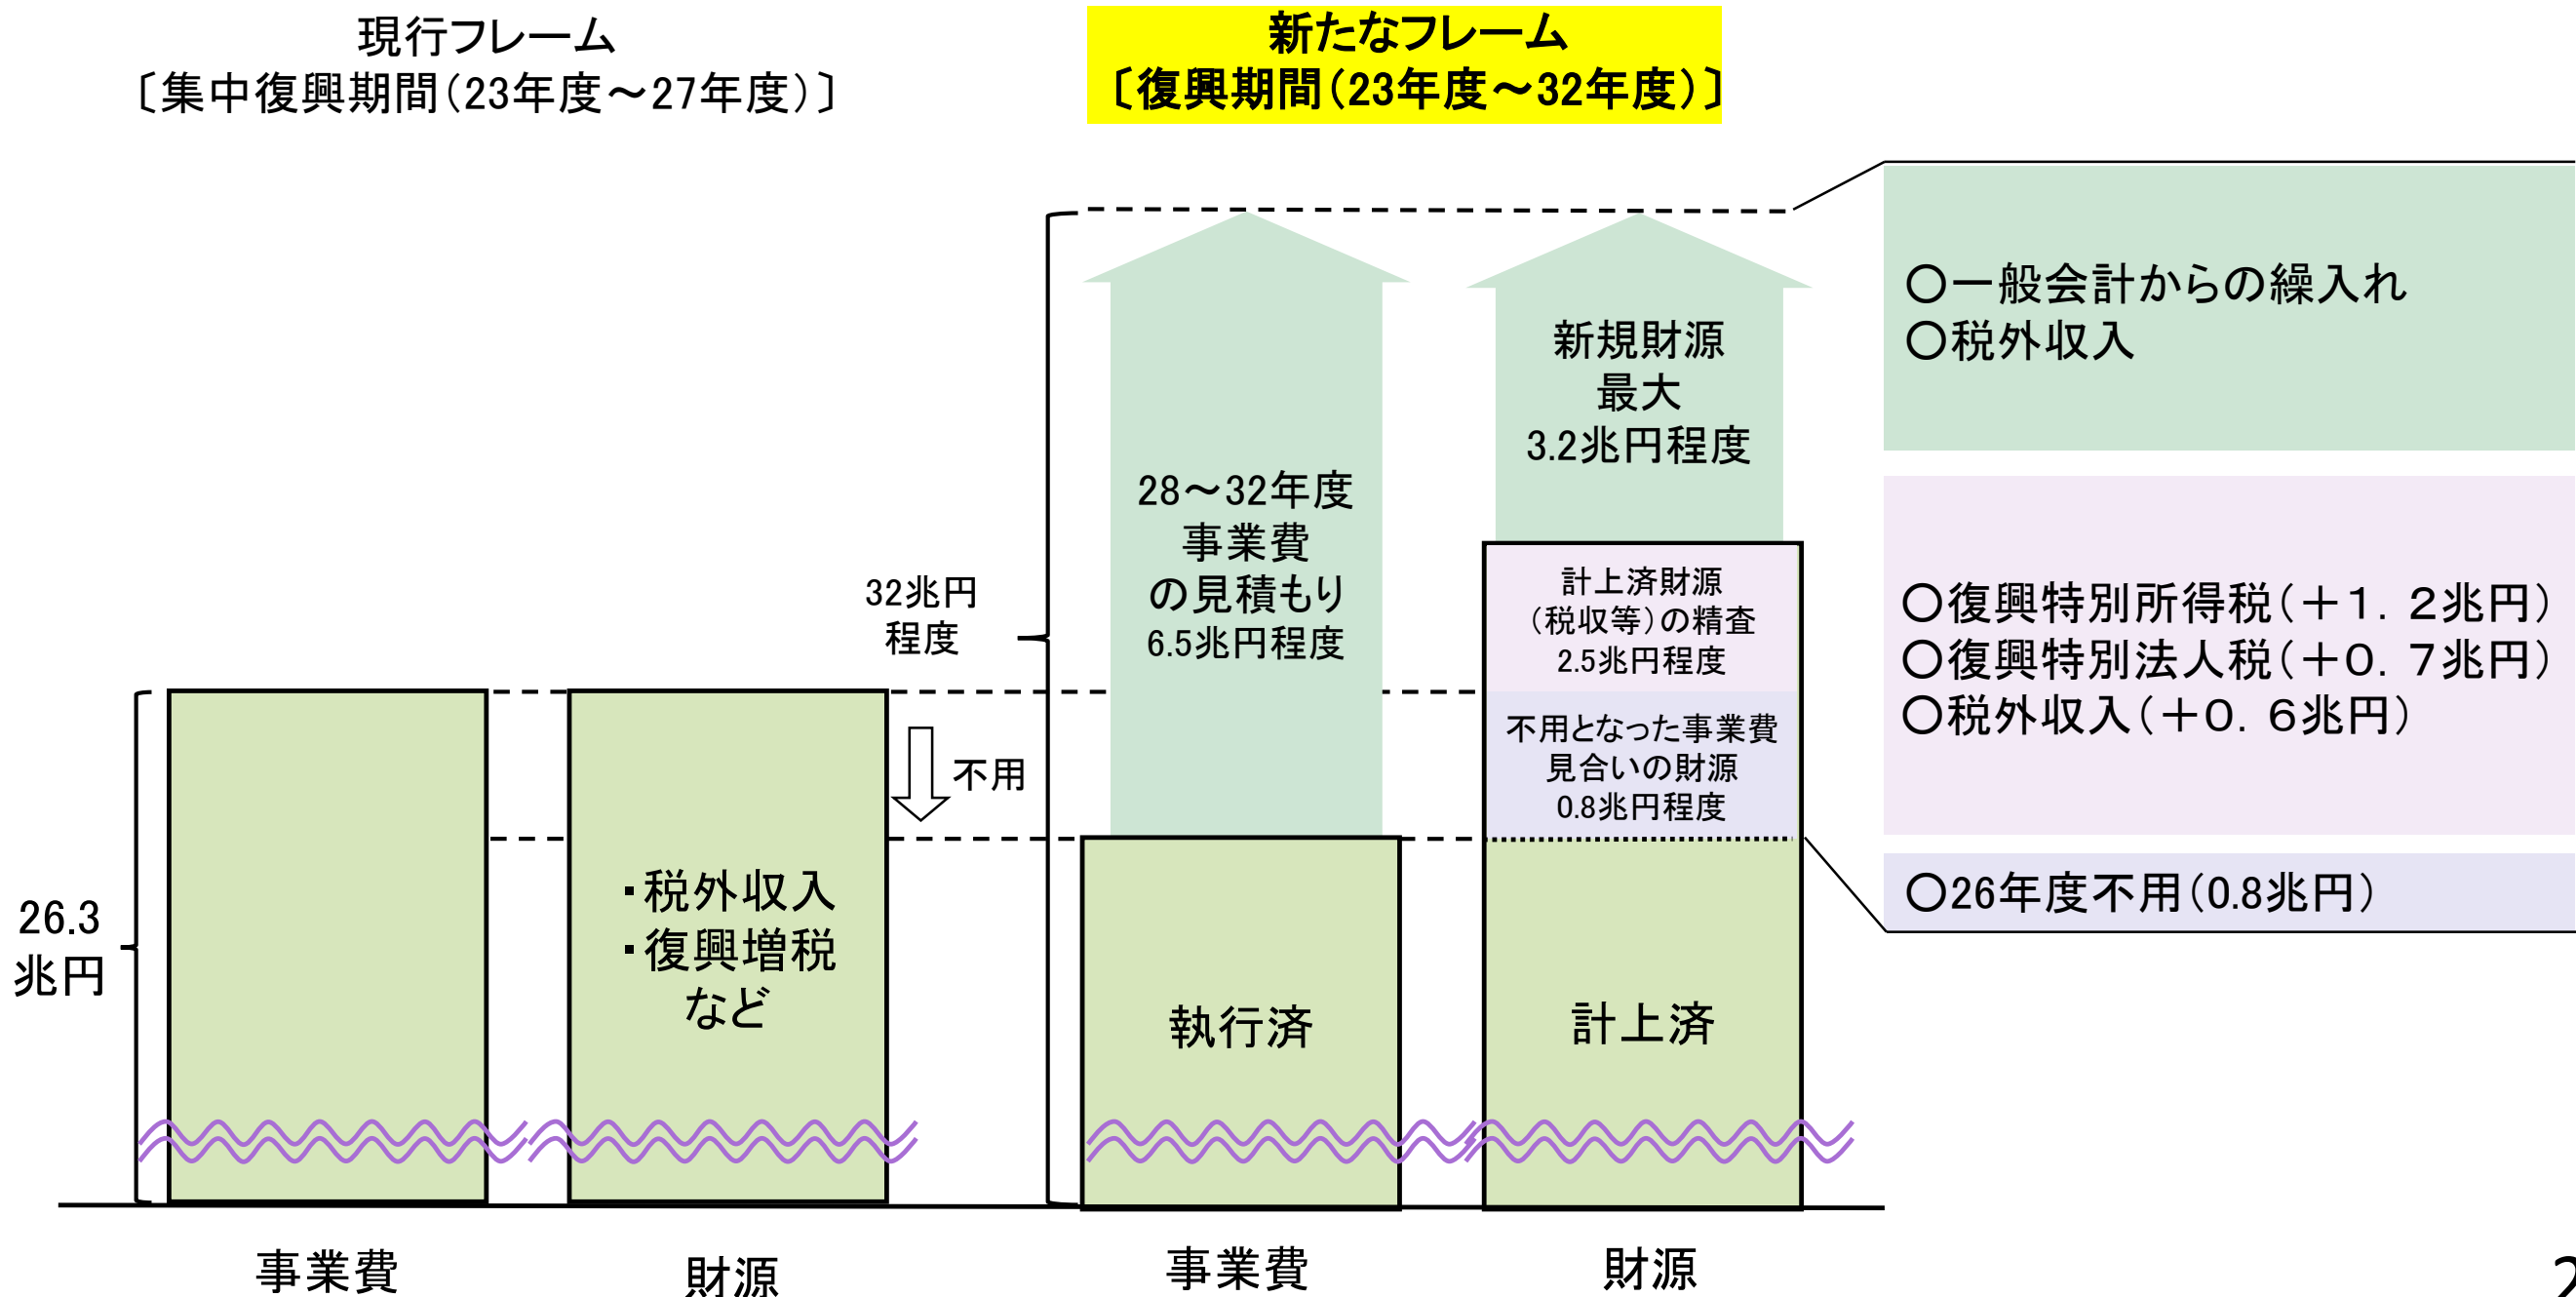 現行フレーム
〔集中復興期間(23年度～27年度)〕
新たなフレーム
〔復興期間(23年度～32年度)〕
○一般会計からの繰入れ
○税外収入
新規財源
最大
3.2兆円程度
28～32年度
事業費
の見積もり
6.5兆円程度
32兆円
程度
計上済財源
(税収等)の精査
2.5兆円程度
○復興特別所得税(＋１．２兆円)
○復興特別法人税(＋０．７兆円)
○税外収入(＋０．６兆円)
不用
不用となった事業費
見合いの財源
0.8兆円程度
○26年度不用(0.8兆円)
26.3
兆円
・税外収入
・復興増税
など
執行済
計上済
事業費
財源
事業費
財源
2